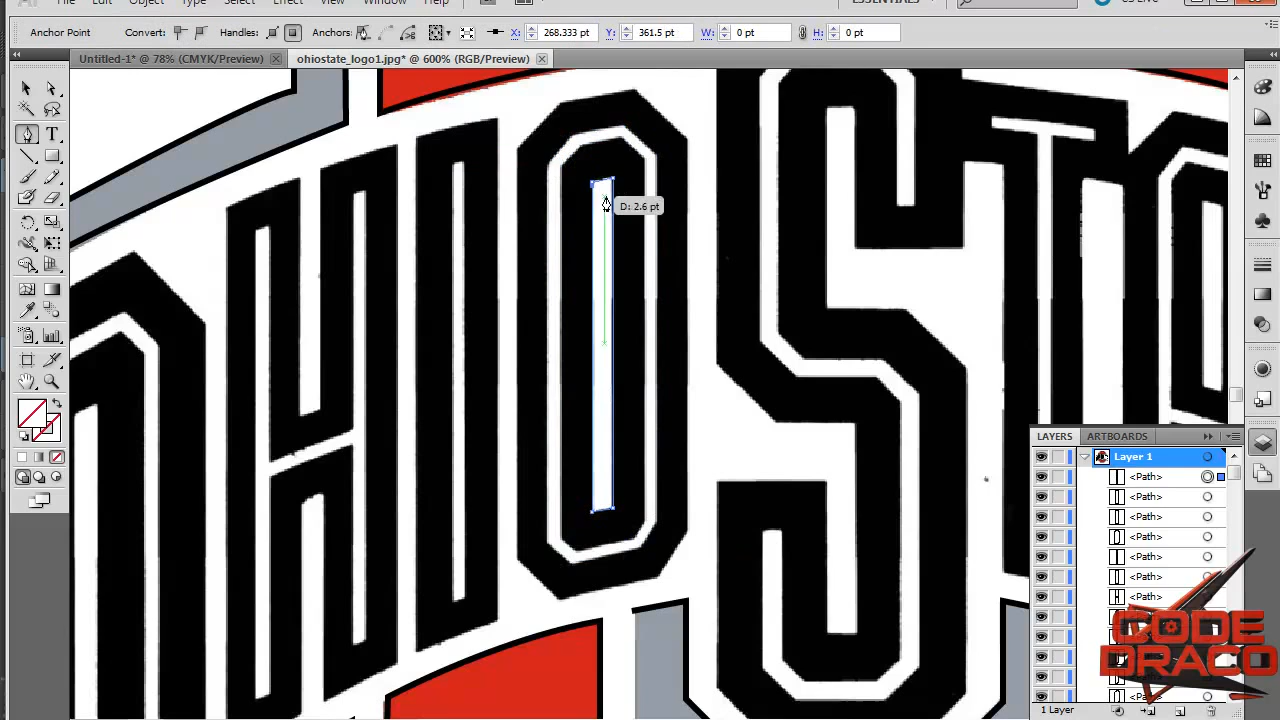 ESSENTIALS
CS LIVE
Anchor Point Convert: Handles: Anchors: X: 268.333 pt Y: 361.5 pt W: 0 pt H: 0 pt
Untitled-1* @ 78% (CMYK/Preview) ohiostate_logo1.jpg* @ 600% (RGB/Preview)
D: 2.6 pt
LAYERS ARTBOARDS
Layer 1
<Path>
<Path>
<Path>
<Path>
<Path>
<Path>
<Path>
1 Layer
CODE
DRACO